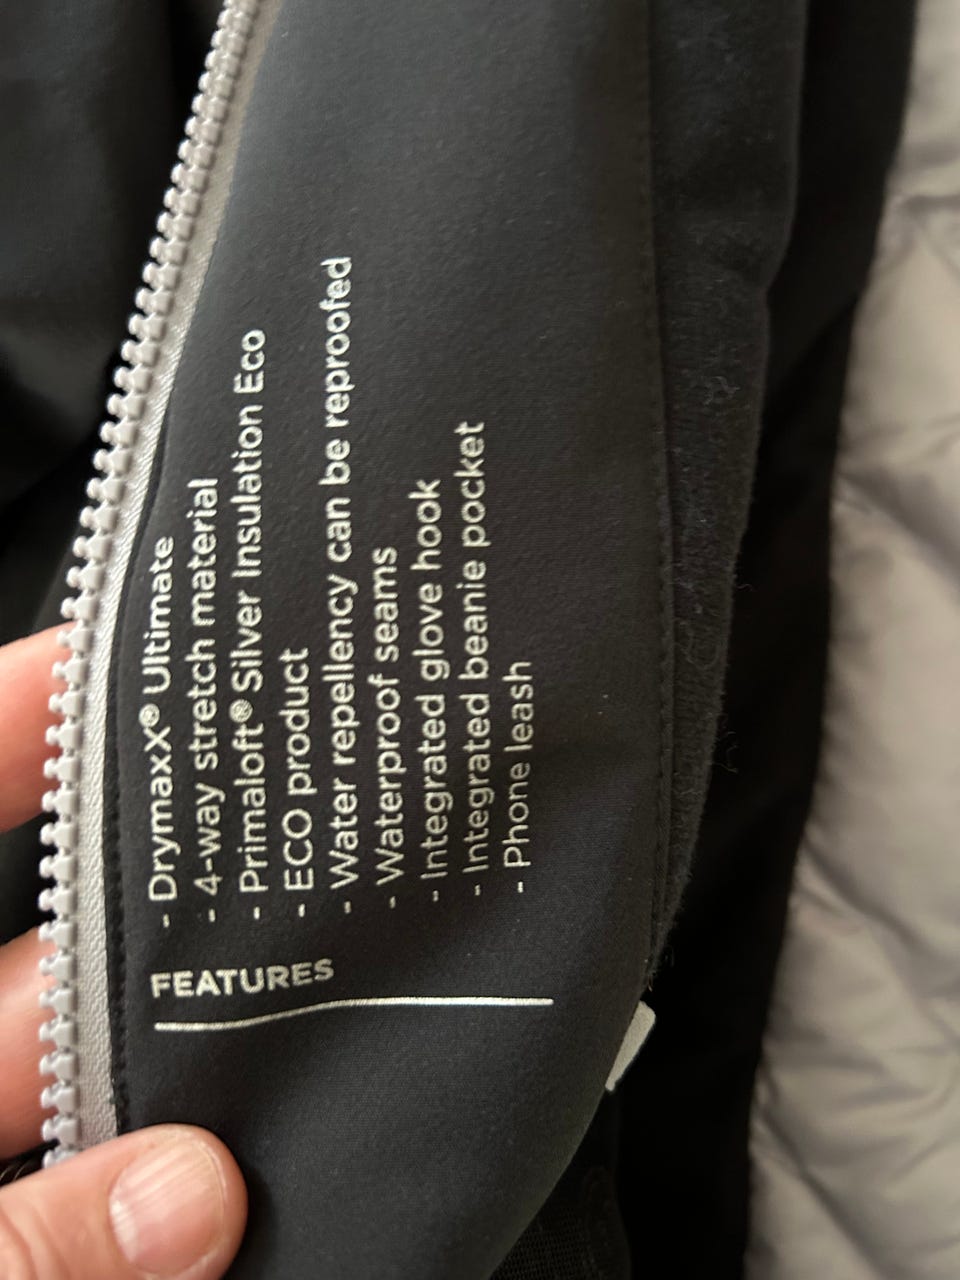 FEATURES
- Drymaxx® Ultimate
- 4-way stretch material
- Primaloft® Silver Insulation Eco
- ECO product
- Water repellency can be reproofed
- Waterproof seams
- Integrated glove hook
- Integrated beanie pocket
- Phone leash